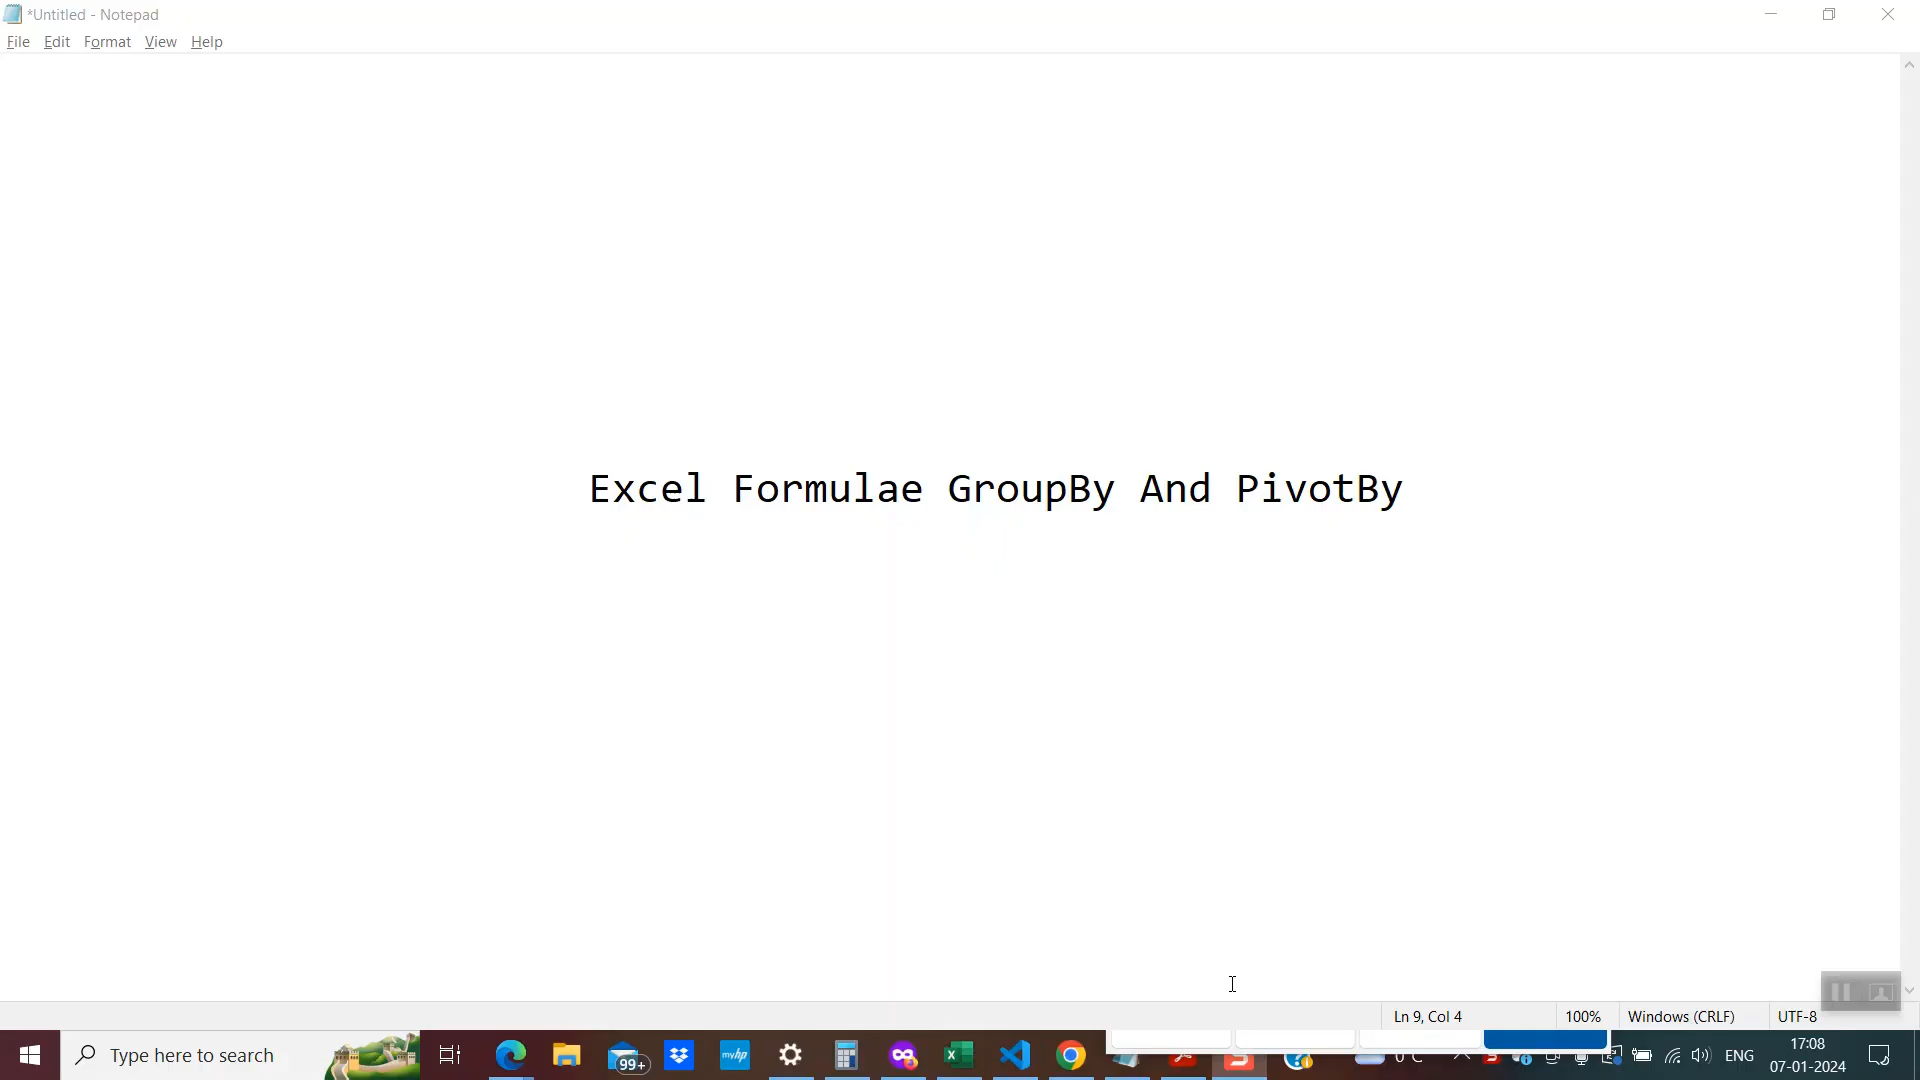 *Untitled - Notepad
File Edit Format View Help
Excel Formulae GroupBy And PivotBy
Ln 9, Col 4 100% Windows (CRLF) UTF-8
Type here to search
99+
myhp
ENG
17:08
07-01-2024